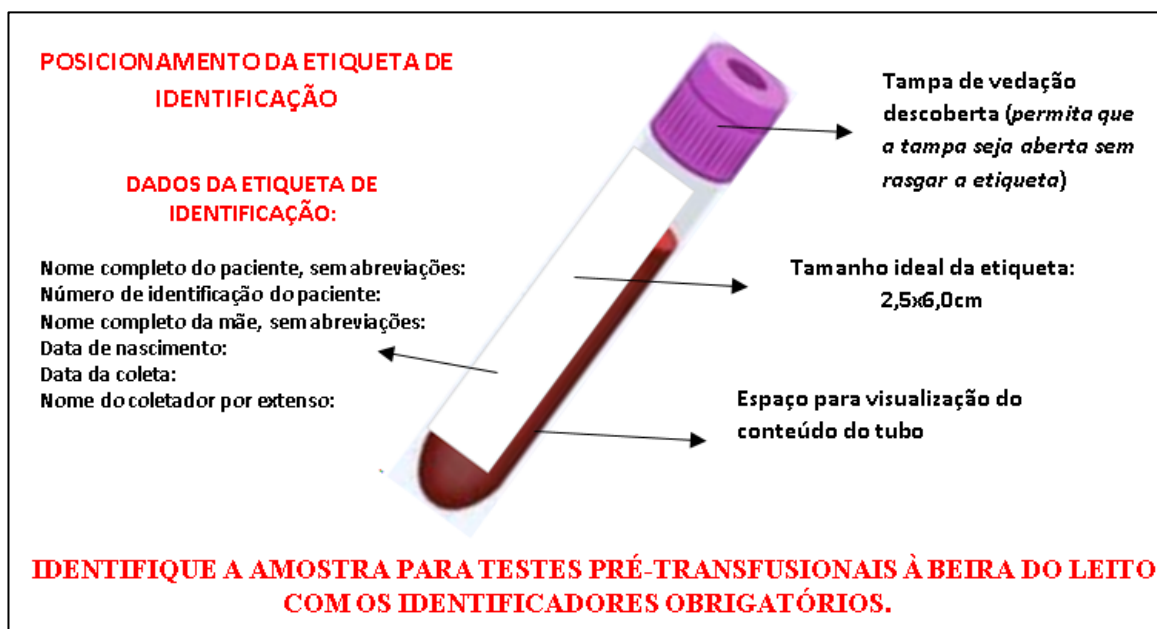 POSICIONAMENTO DA ETIQUETA DE
IDENTIFICAÇÃO
DADOS DA ETIQUETA DE
IDENTIFICAÇÃO:
Nome completo do paciente, sem abreviações:
Número de identificação do paciente:
Nome completo da mãe, sem abreviações:
Data de nascimento:
Data da coleta:
Nome do coletador por extenso:
Tampa de vedação
descoberta (permita que
a tampa seja aberta sem
rasgar a etiqueta)
Tamanho ideal da etiqueta:
2,5x6,0cm
Espaço para visualização do
conteúdo do tubo
IDENTIFIQUE A AMOSTRA PARA TESTES PRÉ-TRANSFUSIONAIS À BEIRA DO LEITO
COM OS IDENTIFICADORES OBRIGATÓRIOS.